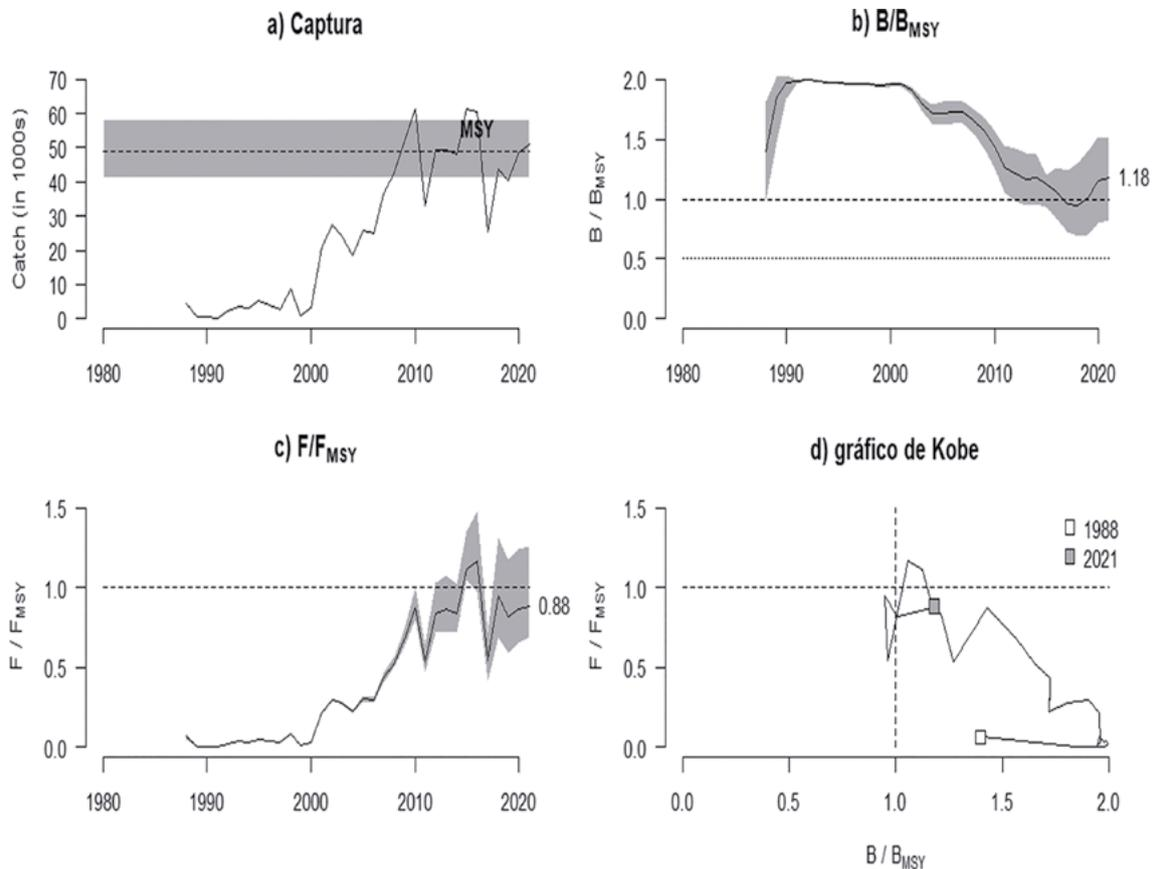 a) Captura
Catch (in 1000s)
70
60
50
40
30
20
10
0
MSY
1980 1990 2000 2010 2020
b) B/BMSY
B / BMSY
2.0
1.5
1.0
0.5
0.0
1.18
1980 1990 2000 2010 2020
c) F/FMSY
F / FMSY
1.5
1.0
0.5
0.0
0.88
1980 1990 2000 2010 2020
d) gráfico de Kobe
F / FMSY
1.5
1.0
0.5
0.0
1988
2021
0.0 0.5 1.0 1.5 2.0
B / BMSY